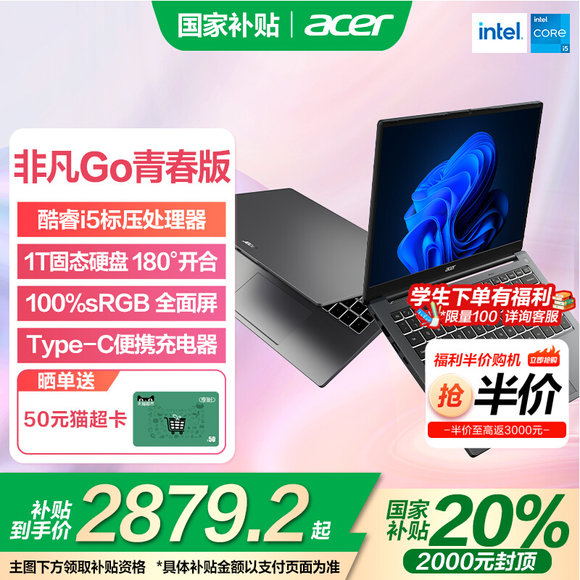 国家补贴 acer
intel
intel
CORE
i5
非凡Go青春版
酷睿i5标压处理器
1T固态硬盘 180°开合
100%sRGB 全面屏
Type-C便携充电器
晒单送
50元猫超卡
acer
学生下单有福利
*限量100 详询客服
福利半价购机 立即抢购
抢 半价
半价至高返3000元
补贴
到手价 2879.2 起
国家
补贴 20%
2000元封顶
主图下方领取补贴资格 *具体补贴金额以支付页面为准